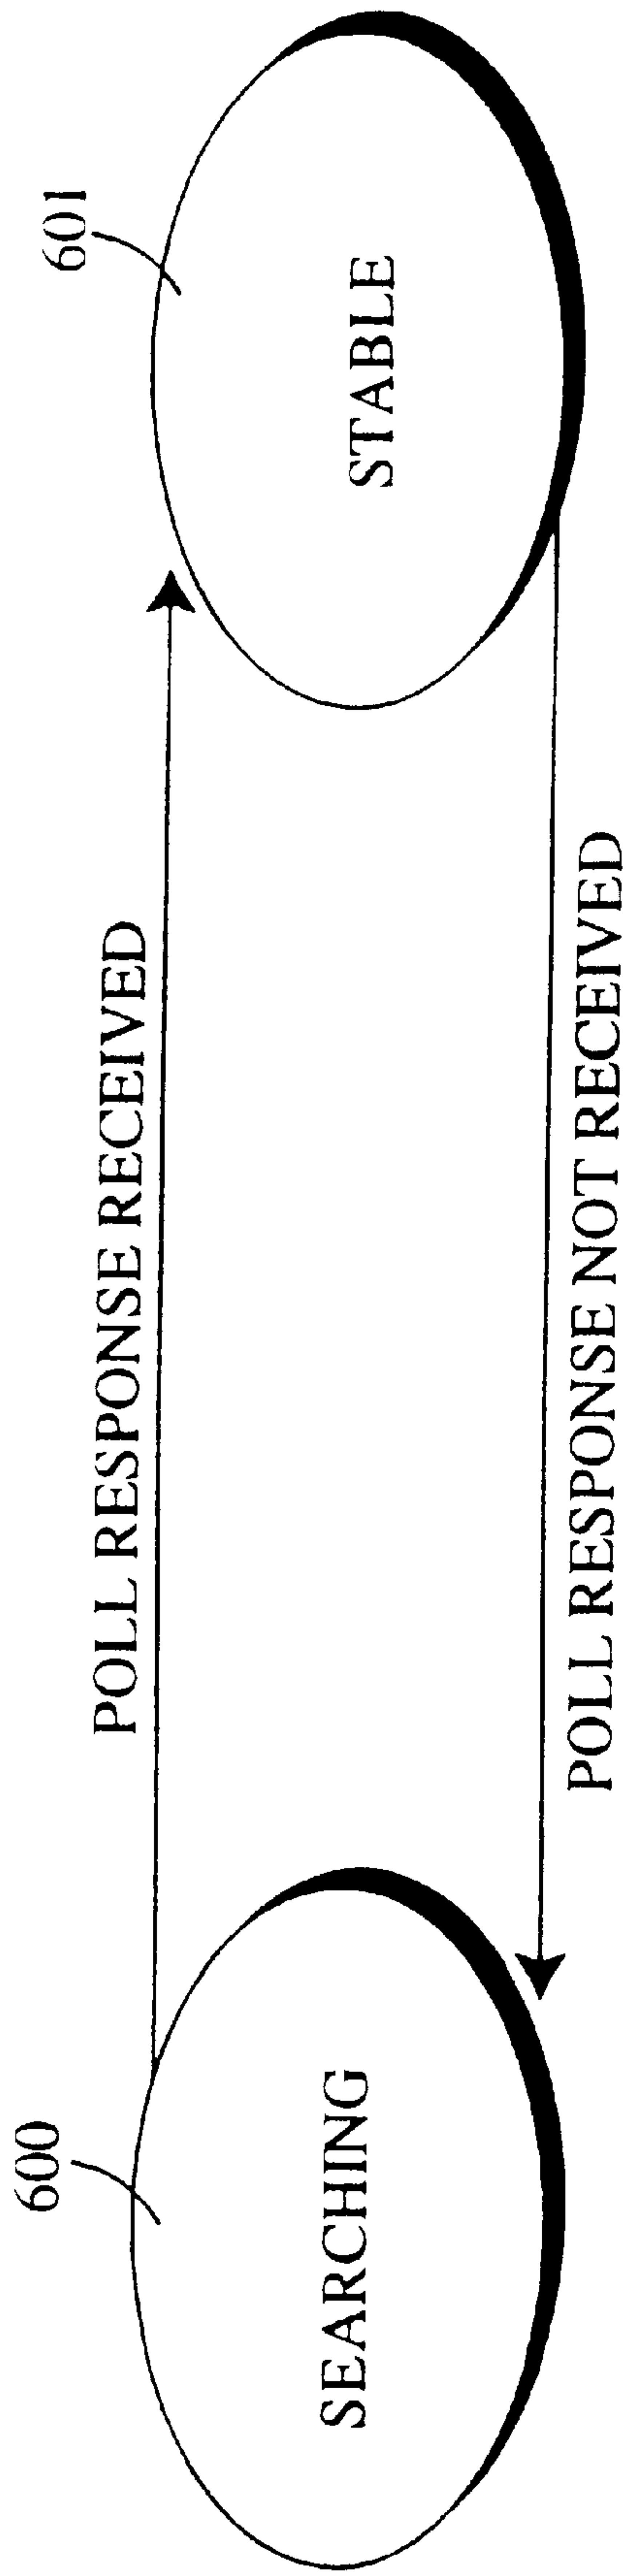 600
SEARCHING
POLL RESPONSE RECEIVED
POLL RESPONSE NOT RECEIVED
601
STABLE